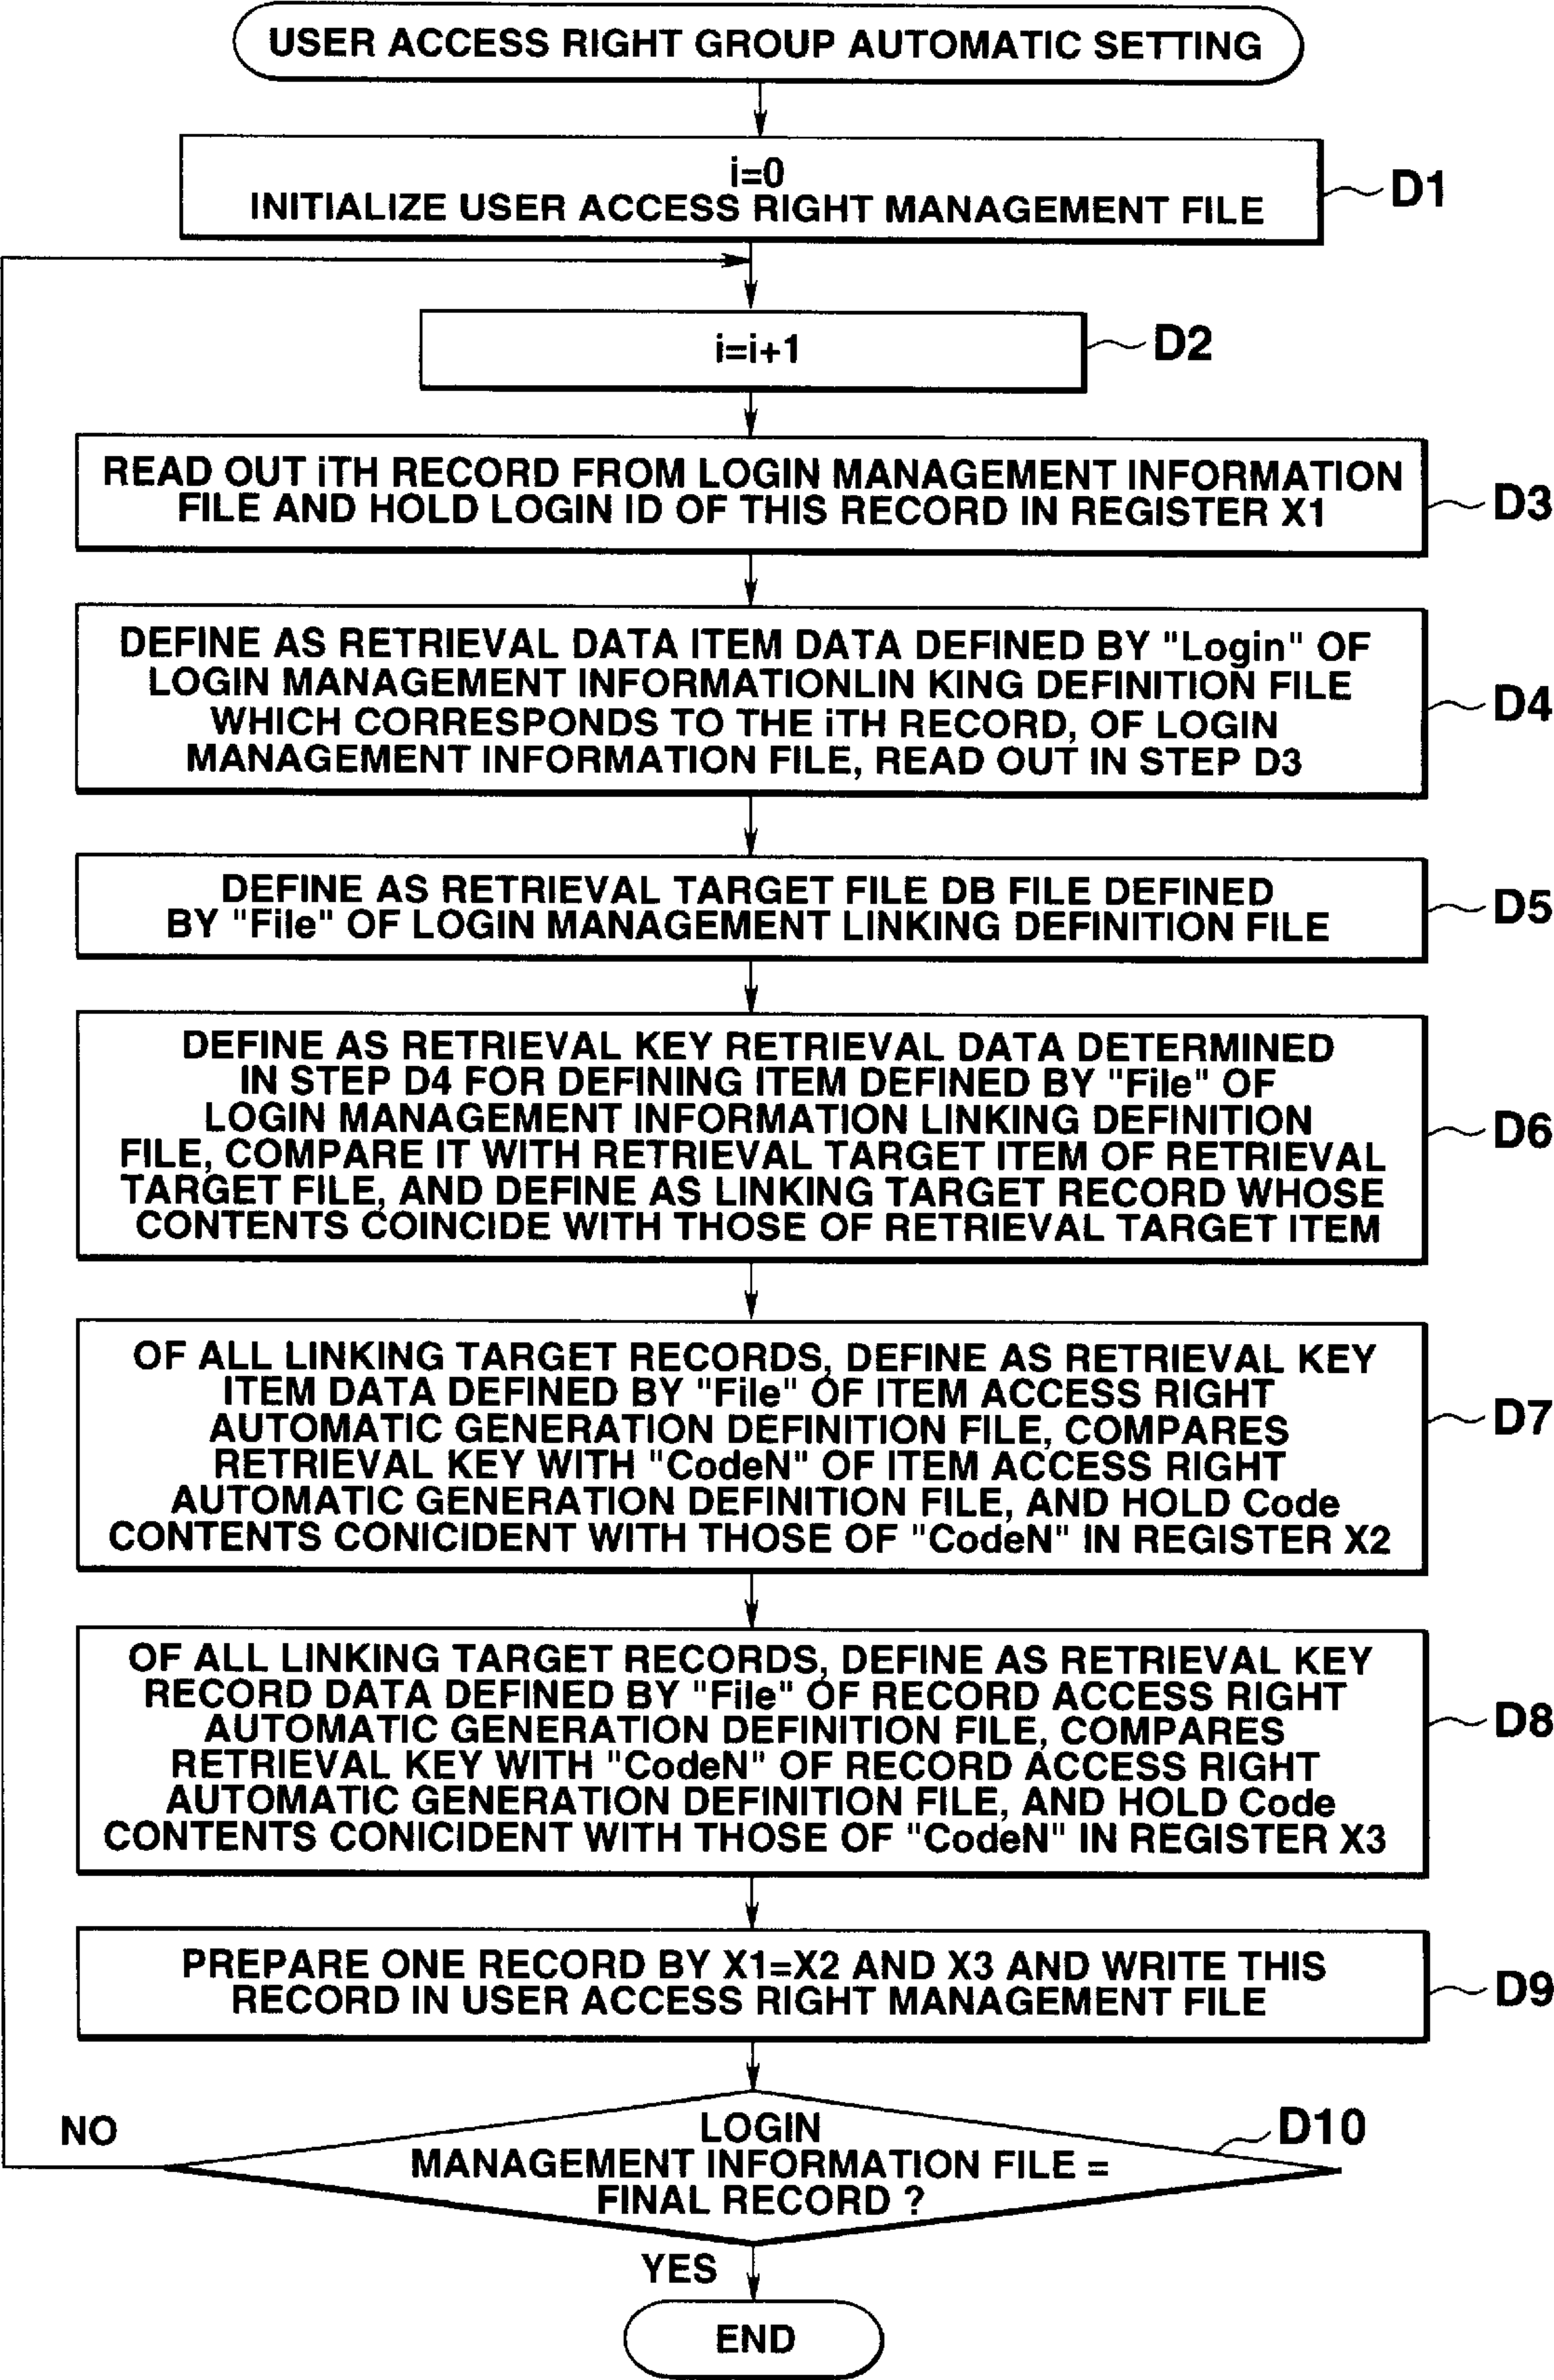 USER ACCESS RIGHT GROUP AUTOMATIC SETTING
i=0
INITIALIZE USER ACCESS RIGHT MANAGEMENT FILE
D1
i=i+1
D2
READ OUT iTH RECORD FROM LOGIN MANAGEMENT INFORMATION
FILE AND HOLD LOGIN ID OF THIS RECORD IN REGISTER X1
D3
DEFINE AS RETRIEVAL DATA ITEM DATA DEFINED BY "Login" OF
LOGIN MANAGEMENT INFORMATIONLIN KING DEFINITION FILE
WHICH CORRESPONDS TO THE iTH RECORD, OF LOGIN
MANAGEMENT INFORMATION FILE, READ OUT IN STEP D3
D4
DEFINE AS RETRIEVAL TARGET FILE DB FILE DEFINED
BY "File" OF LOGIN MANAGEMENT LINKING DEFINITION FILE
D5
DEFINE AS RETRIEVAL KEY RETRIEVAL DATA DETERMINED
IN STEP D4 FOR DEFINING ITEM DEFINED BY "File" OF
LOGIN MANAGEMENT INFORMATION LINKING DEFINITION
FILE, COMPARE IT WITH RETRIEVAL TARGET ITEM OF RETRIEVAL
TARGET FILE, AND DEFINE AS LINKING TARGET RECORD WHOSE
CONTENTS COINCIDE WITH THOSE OF RETRIEVAL TARGET ITEM
D6
OF ALL LINKING TARGET RECORDS, DEFINE AS RETRIEVAL KEY
ITEM DATA DEFINED BY "File" OF ITEM ACCESS RIGHT
AUTOMATIC GENERATION DEFINITION FILE, COMPARES
RETRIEVAL KEY WITH "CodeN" OF ITEM ACCESS RIGHT
AUTOMATIC GENERATION DEFINITION FILE, AND HOLD Code
CONTENTS CONICIDENT WITH THOSE OF "CodeN" IN REGISTER X2
D7
OF ALL LINKING TARGET RECORDS, DEFINE AS RETRIEVAL KEY
RECORD DATA DEFINED BY "File" OF RECORD ACCESS RIGHT
AUTOMATIC GENERATION DEFINITION FILE, COMPARES
RETRIEVAL KEY WITH "CodeN" OF RECORD ACCESS RIGHT
AUTOMATIC GENERATION DEFINITION FILE, AND HOLD Code
CONTENTS CONICIDENT WITH THOSE OF "CodeN" IN REGISTER X3
D8
PREPARE ONE RECORD BY X1=X2 AND X3 AND WRITE THIS
RECORD IN USER ACCESS RIGHT MANAGEMENT FILE
D9
NO
LOGIN
MANAGEMENT INFORMATION FILE =
FINAL RECORD ?
D10
YES
END